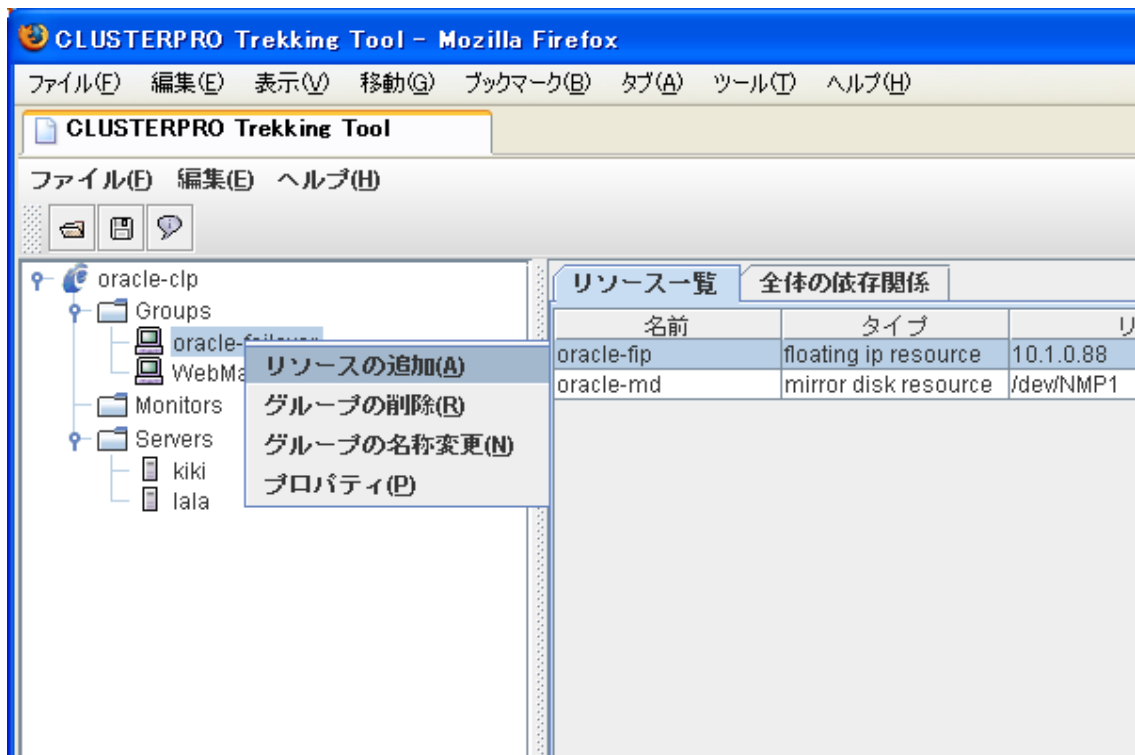 CLUSTERPRO Trekking Tool - Mozilla Firefox
ファイル(F) 編集(E) 表示(V) 移動(G) ブックマーク(B) タブ(A) ツール(T) ヘルプ(H)
CLUSTERPRO Trekking Tool
ファイル(F) 編集(E) ヘルプ(H)
oracle-clp
Groups
oracle-failover
WebMa
Monitors
Servers
kiki
lala
リソースの追加(A)
グループの削除(R)
グループの名称変更(N)
プロパティ(P)
リソース一覧 全体の依存関係
名前 タイプ リ
oracle-fip floating ip resource 10.1.0.88
oracle-md mirror disk resource /dev/NMP1